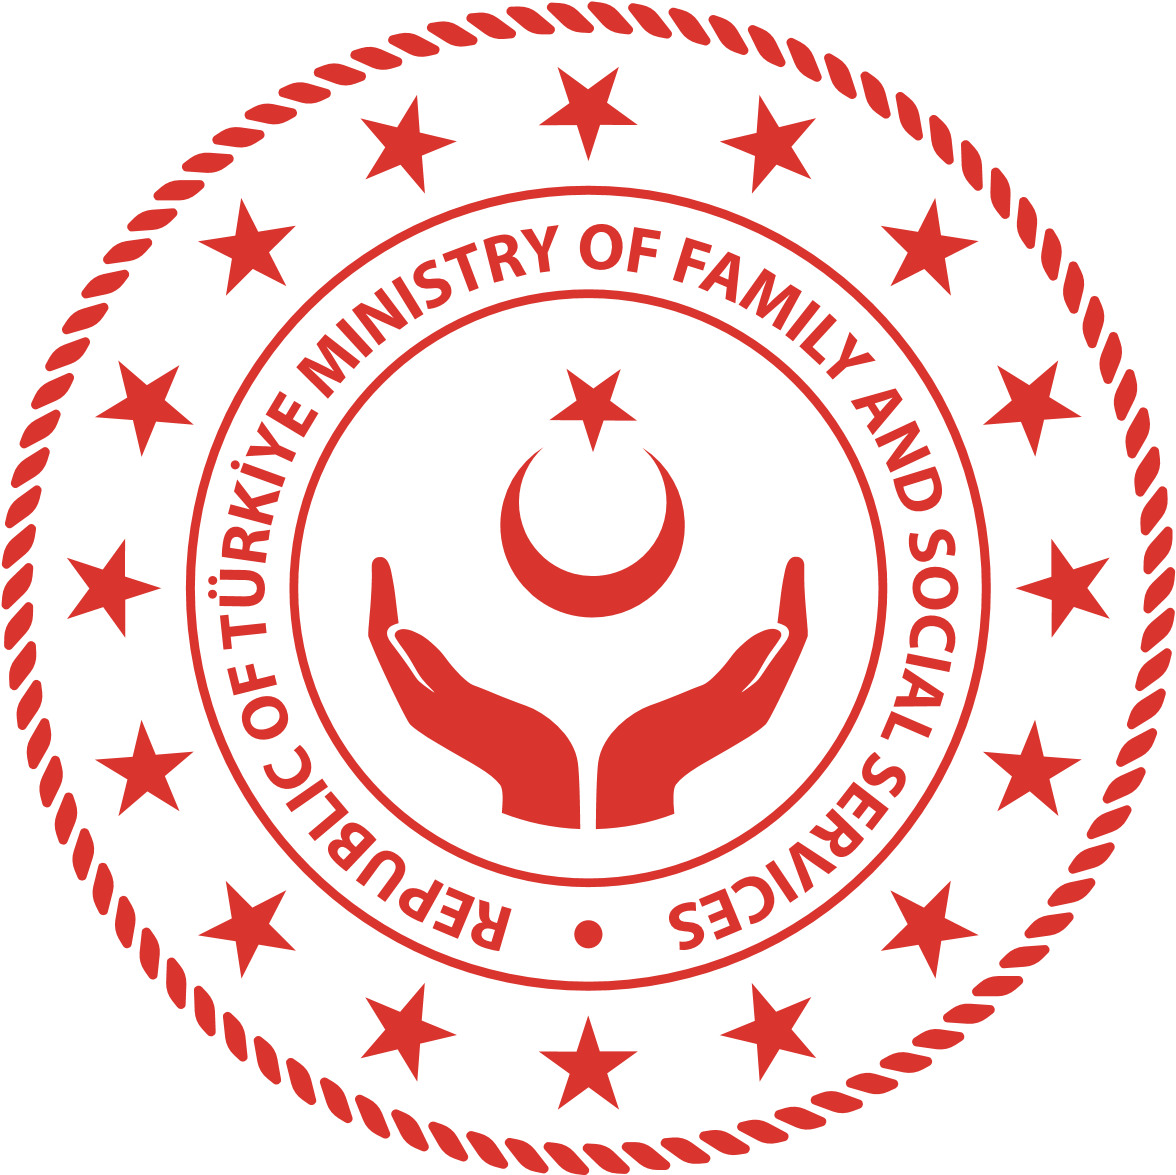 REPUBLIC OF TÜRKİYE MINISTRY OF FAMILY AND SOCIAL SERVICES